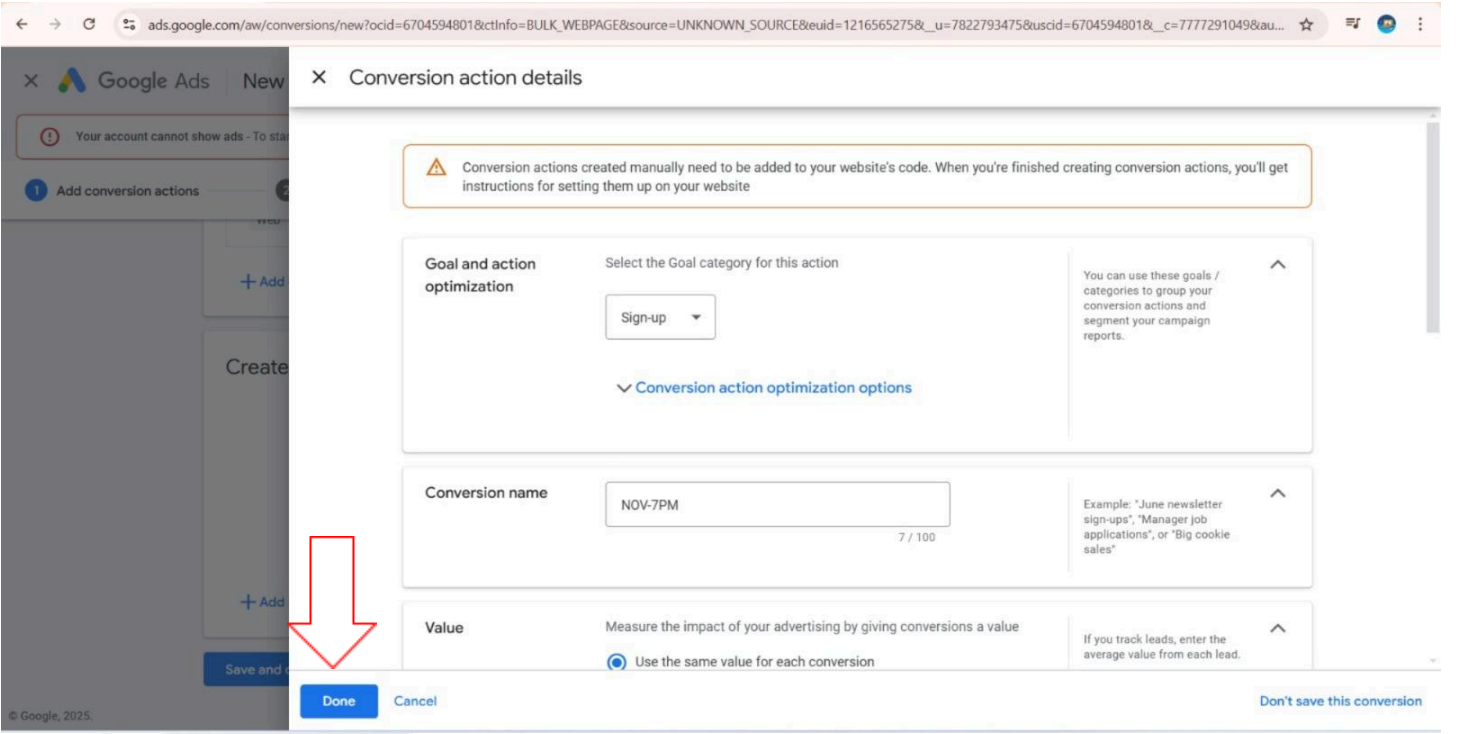 ads.google.com/aw/conversions/new?ocid=6704594801&ctInfo=BULK_WEBPAGE&source=UNKNOWN_SOURCE&euid=1216565275&__u=7822793475&uscid=6704594801&__c=7777291049&au...
Google Ads
New
Conversion action details
Your account cannot show ads - To star
1
Add conversion actions
2
Conversion actions created manually need to be added to your website's code. When you're finished creating conversion actions, you'll get
instructions for setting them up on your website
Web
+ Add
Create
+ Add
Save and c
© Google, 2025.
Goal and action
optimization
Select the Goal category for this action
Sign-up
Conversion action optimization options
You can use these goals /
categories to group your
conversion actions and
segment your campaign
reports.
Conversion name
NOV-7PM
7 / 100
Example: "June newsletter
sign-ups", "Manager job
applications", or "Big cookie
sales"
Value
Measure the impact of your advertising by giving conversions a value
Use the same value for each conversion
If you track leads, enter the
average value from each lead.
Done
Cancel
Don't save this conversion